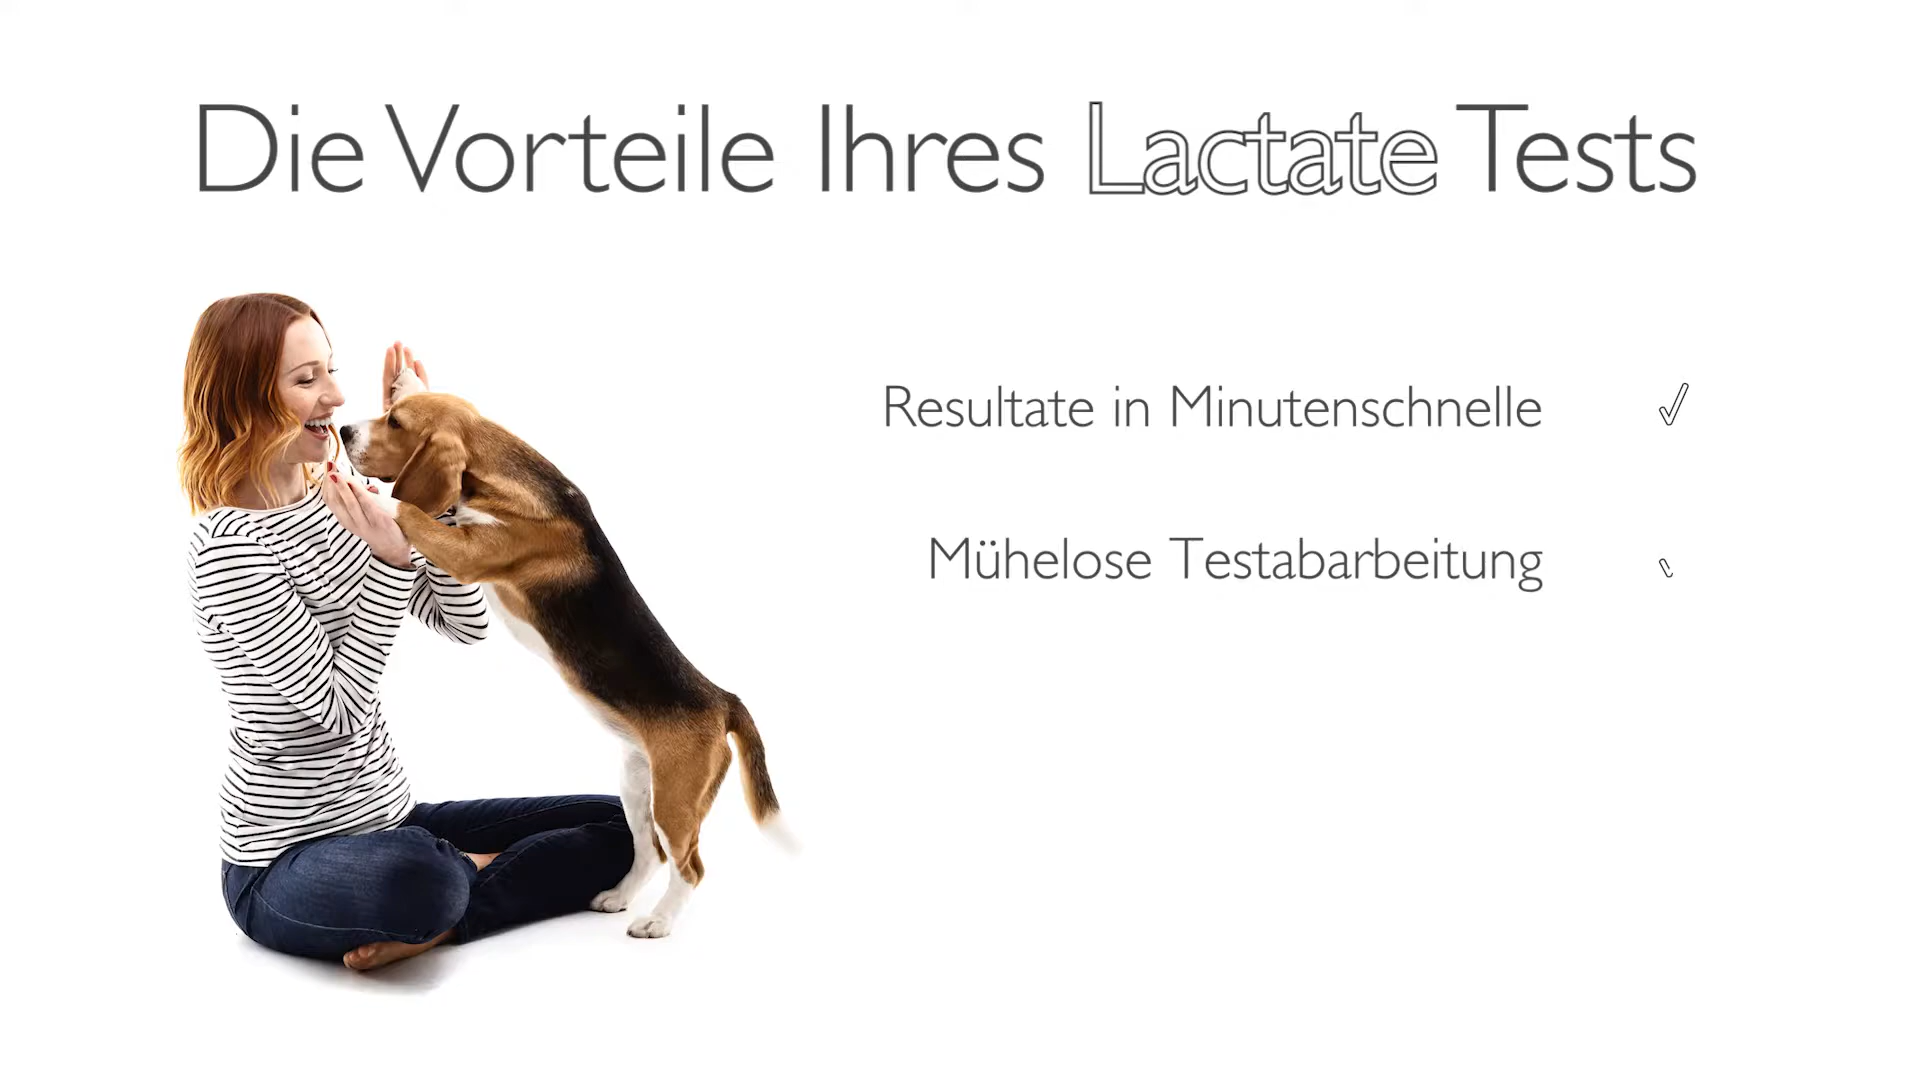 Die Vorteile Ihres Lactate Tests
Resultate in Minutenschnelle ✓
Mühelose Testabarbeitung